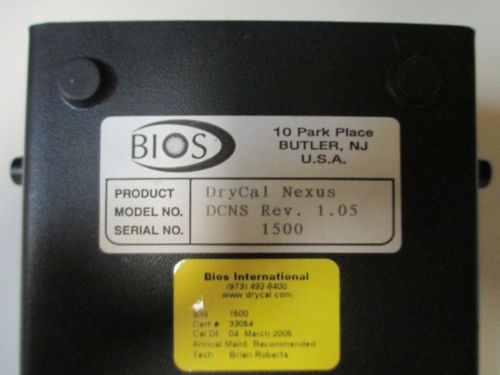 BIOS
10 Park Place
BUTLER, NJ
U.S.A.
PRODUCT DryCal Nexus
MODEL NO. DCNS Rev. 1.05
SERIAL NO. 1500
Bios International
(973) 492-8400
www.drycal.com
S/N 1500
Cert # 33054
Cal Dt 04 March 2005
Annual Maint Recommended
Tech Brian Roberts